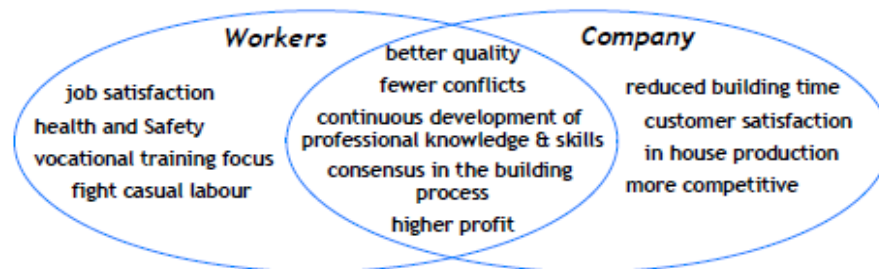 Workers
job satisfaction
health and Safety
vocational training focus
fight casual labour
better quality
fewer conflicts
continuous development of
professional knowledge & skills
consensus in the building
process
higher profit
Company
reduced building time
customer satisfaction
in house production
more competitive